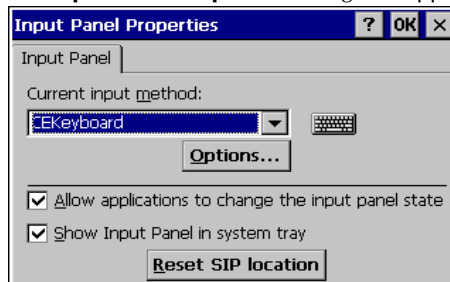 Input Panel Properties ? OK ×
Input Panel
Current input method:
CEKeyboard
Options...
Allow applications to change the input panel state
Show Input Panel in system tray
Reset SIP location